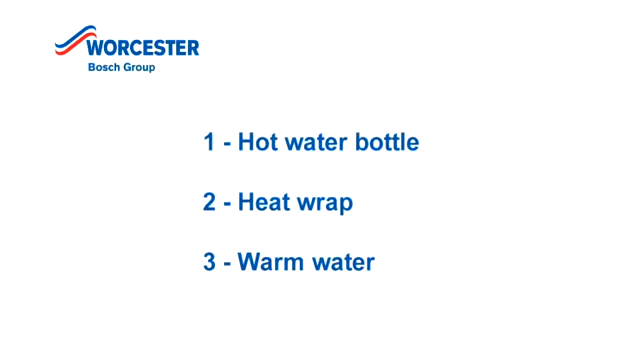 WORCESTER
Bosch Group
1 - Hot water bottle
2 - Heat wrap
3 - Warm water